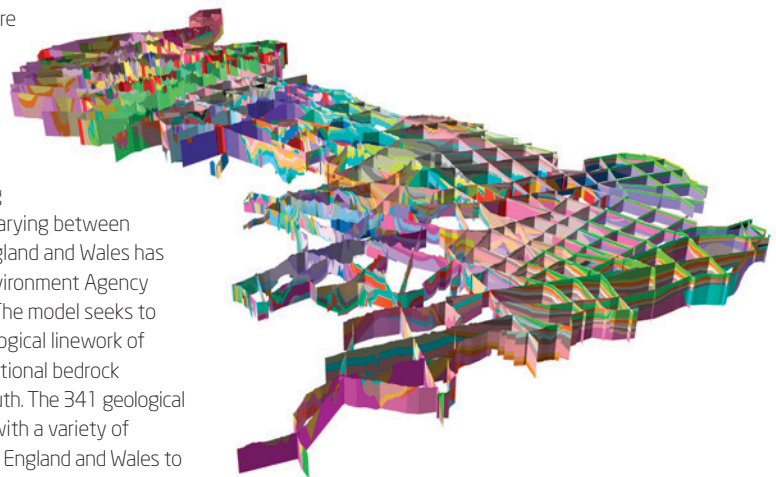 re
g
arying between
gland and Wales has
vironment Agency
The model seeks to
ogical linework of
tional bedrock
uth. The 341 geological
with a variety of
England and Wales to